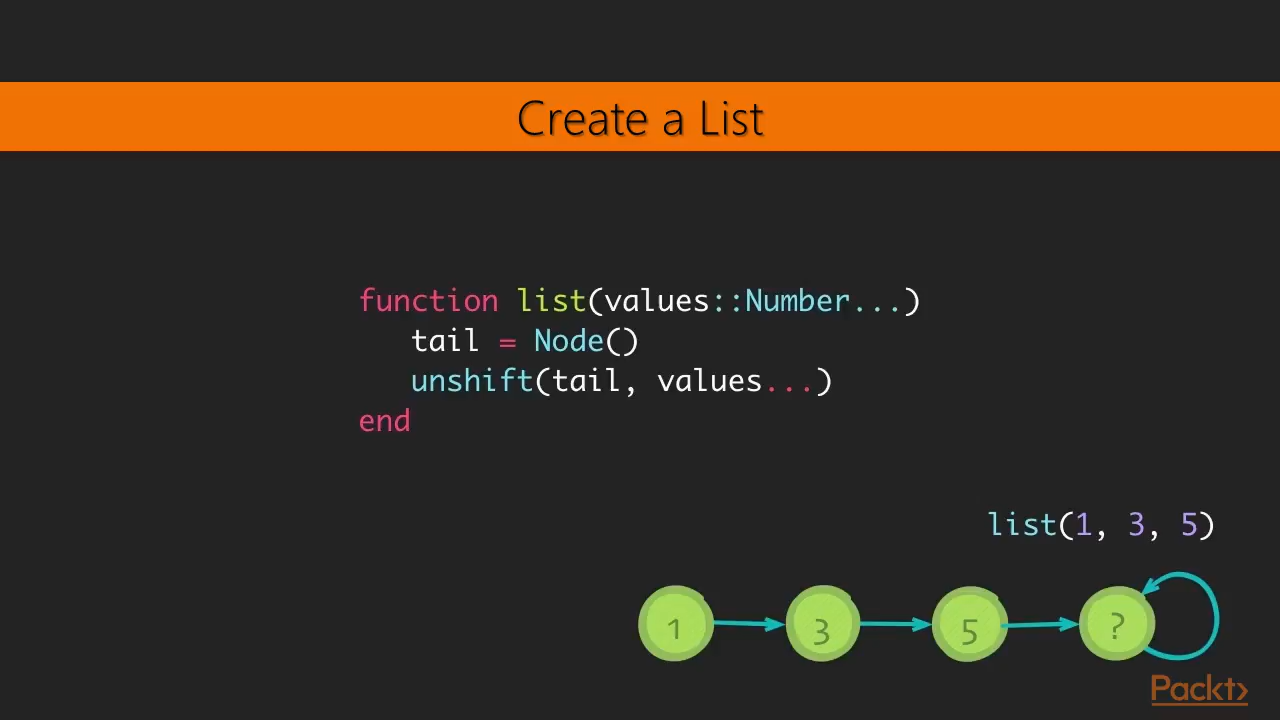 Create a List
function list(values::Number...)
   tail = Node()
   unshift(tail, values...)
end
list(1, 3, 5)
1 3 5 ?
Packt>